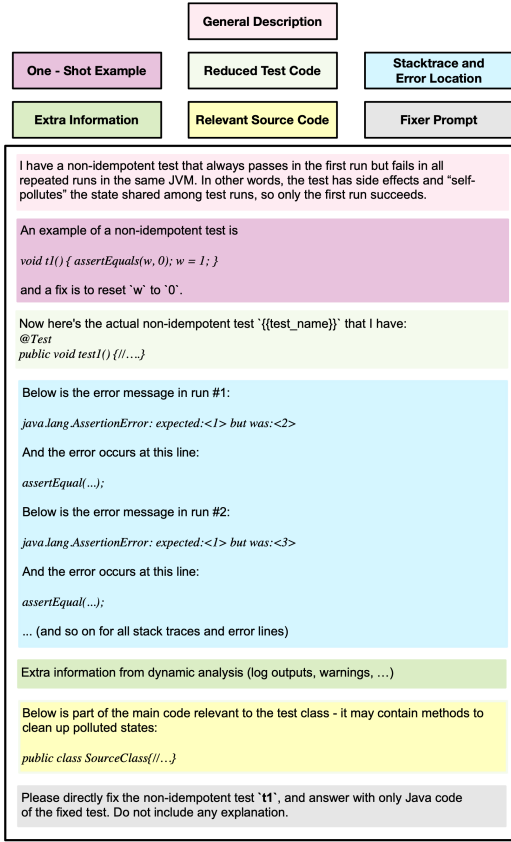 General Description
One - Shot Example
Reduced Test Code
Stacktrace and
Error Location
Extra Information
Relevant Source Code
Fixer Prompt
I have a non-idempotent test that always passes in the first run but fails in all
repeated runs in the same JVM. In other words, the test has side effects and “self-
pollutes” the state shared among test runs, so only the first run succeeds.
An example of a non-idempotent test is
void t1() { assertEquals(w, 0); w = 1; }
and a fix is to reset `w` to `0`.
Now here's the actual non-idempotent test `{{test_name}}` that I have:
@Test
public void test1() {//….}
Below is the error message in run #1:
java.lang.AssertionError: expected:<1> but was:<2>
And the error occurs at this line:
assertEqual(...);
Below is the error message in run #2:
java.lang.AssertionError: expected:<1> but was:<3>
And the error occurs at this line:
assertEqual(...);
... (and so on for all stack traces and error lines)
Extra information from dynamic analysis (log outputs, warnings, …)
Below is part of the main code relevant to the test class - it may contain methods to
clean up polluted states:
public class SourceClass{//…}
Please directly fix the non-idempotent test `t1`, and answer with only Java code
of the fixed test. Do not include any explanation.